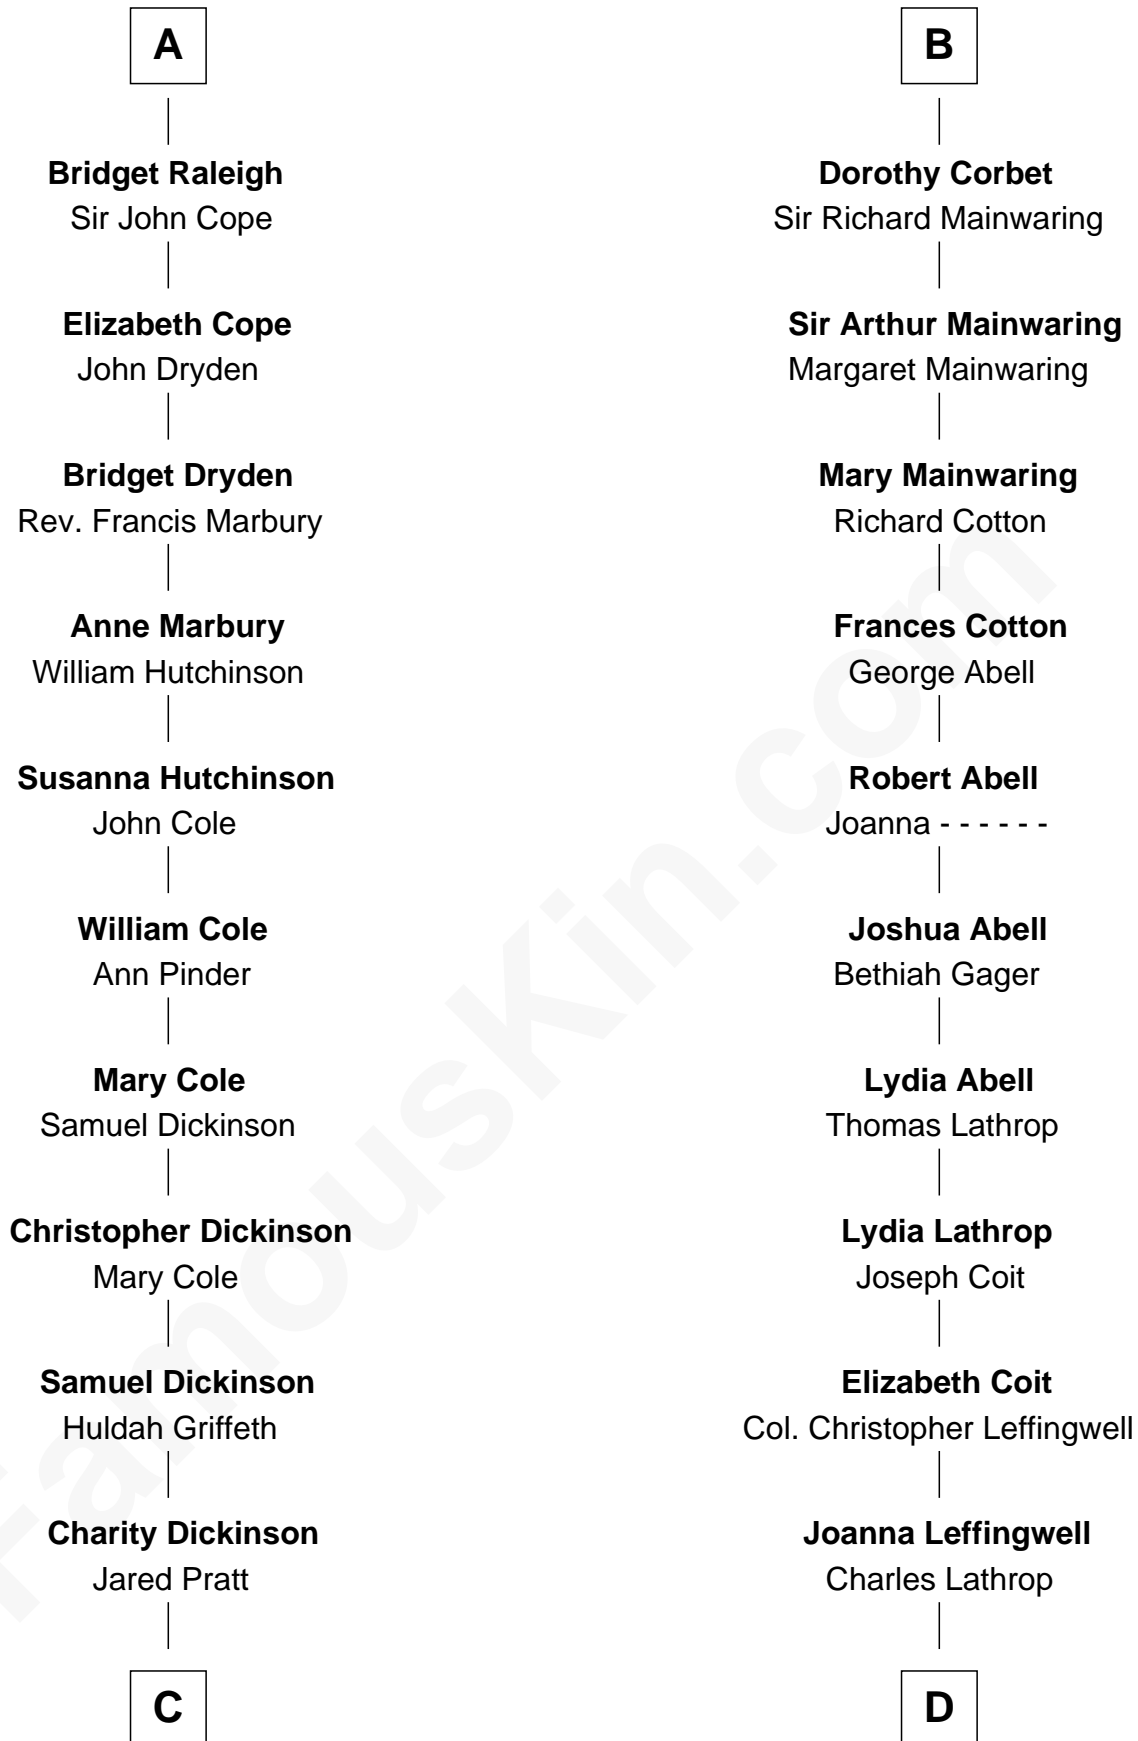 A
Bridget Raleigh
Sir John Cope
Elizabeth Cope
John Dryden
Bridget Dryden
Rev. Francis Marbury
Anne Marbury
William Hutchinson
Susanna Hutchinson
John Cole
William Cole
Ann Pinder
Mary Cole
Samuel Dickinson
Christopher Dickinson
Mary Cole
Samuel Dickinson
Huldah Griffeth
Charity Dickinson
Jared Pratt
C
B
Dorothy Corbet
Sir Richard Mainwaring
Sir Arthur Mainwaring
Margaret Mainwaring
Mary Mainwaring
Richard Cotton
Frances Cotton
George Abell
Robert Abell
Joanna - - - - - -
Joshua Abell
Bethiah Gager
Lydia Abell
Thomas Lathrop
Lydia Lathrop
Joseph Coit
Elizabeth Coit
Col. Christopher Leffingwell
Joanna Leffingwell
Charles Lathrop
D
FamousKin.com